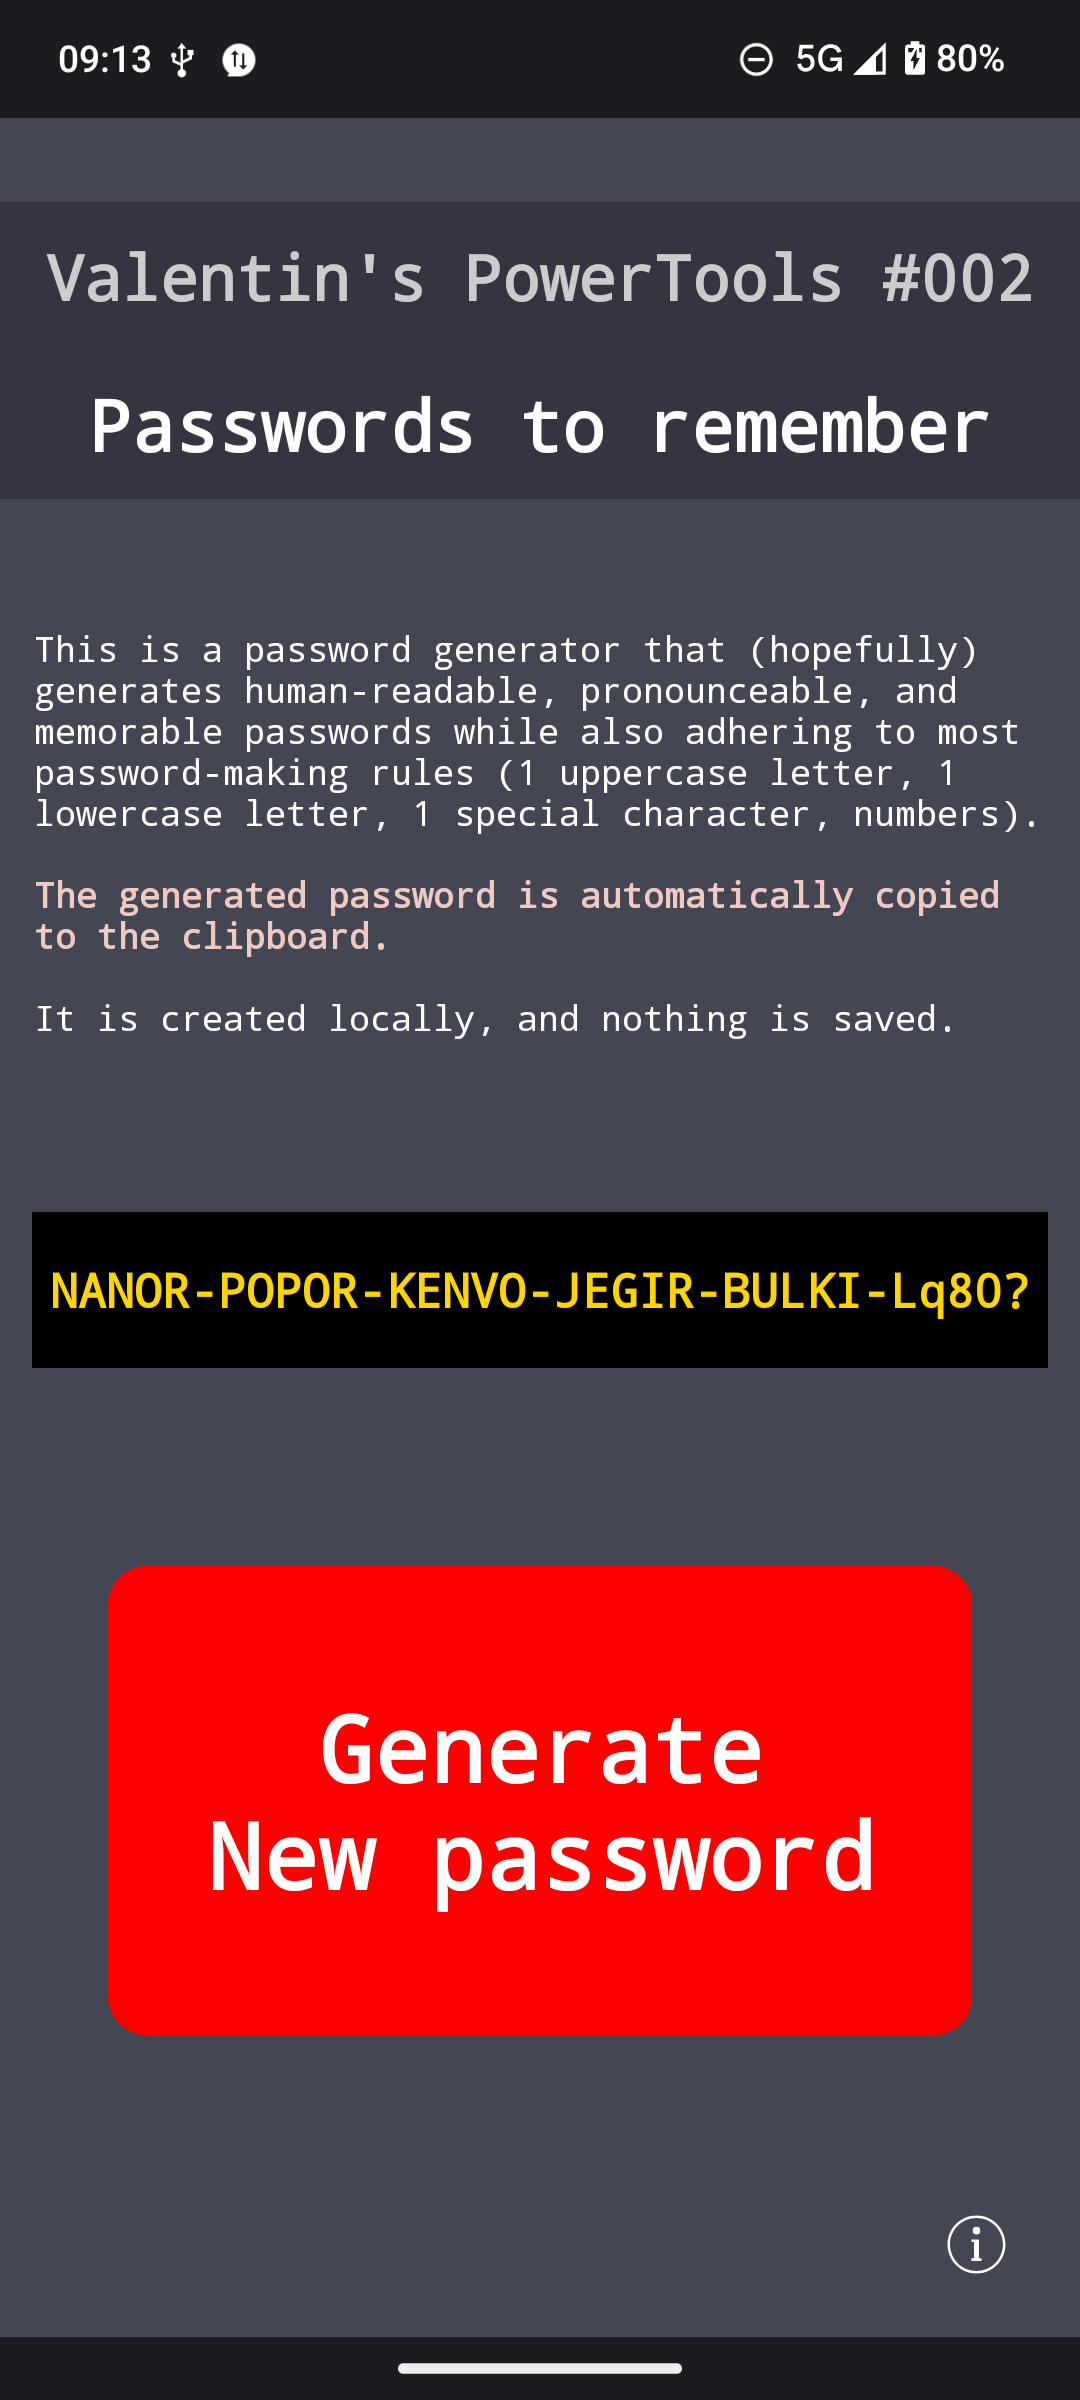 09:13 5G 80%
Valentin's PowerTools #002
Passwords to remember
This is a password generator that (hopefully)
generates human-readable, pronounceable, and
memorable passwords while also adhering to most
password-making rules (1 uppercase letter, 1
lowercase letter, 1 special character, numbers).
The generated password is automatically copied
to the clipboard.
It is created locally, and nothing is saved.
NANOR-POPOR-KENVO-JEGIR-BULKI-Lq80?
Generate
New password
i